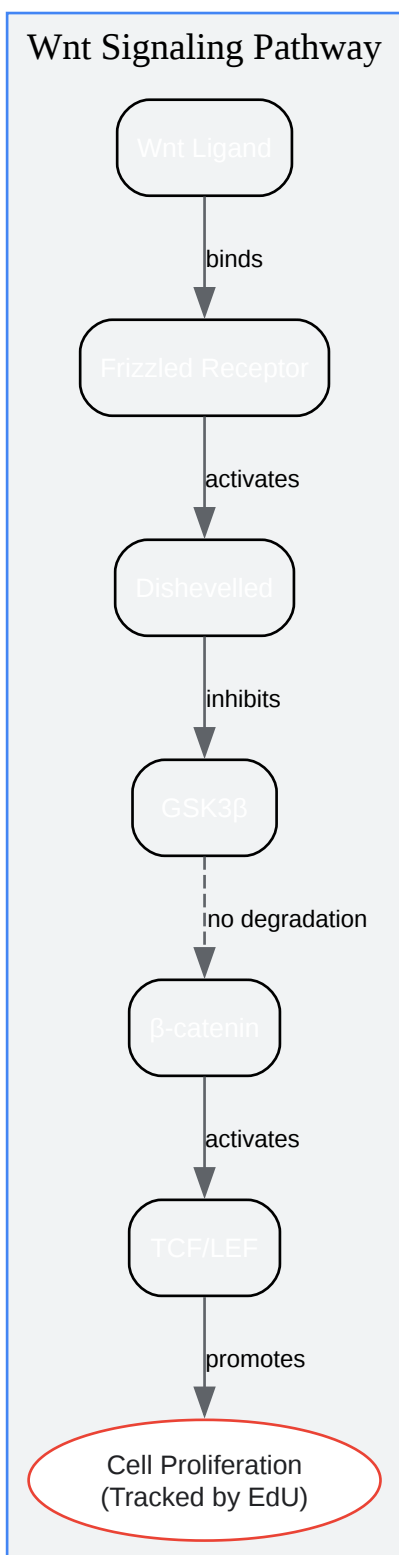 Wnt Signaling Pathway
Wnt Ligand
binds
Frizzled Receptor
activates
Dishevelled
inhibits
GSK3β
no degradation
β-catenin
activates
TCF/LEF
promotes
Cell Proliferation
(Tracked by EdU)